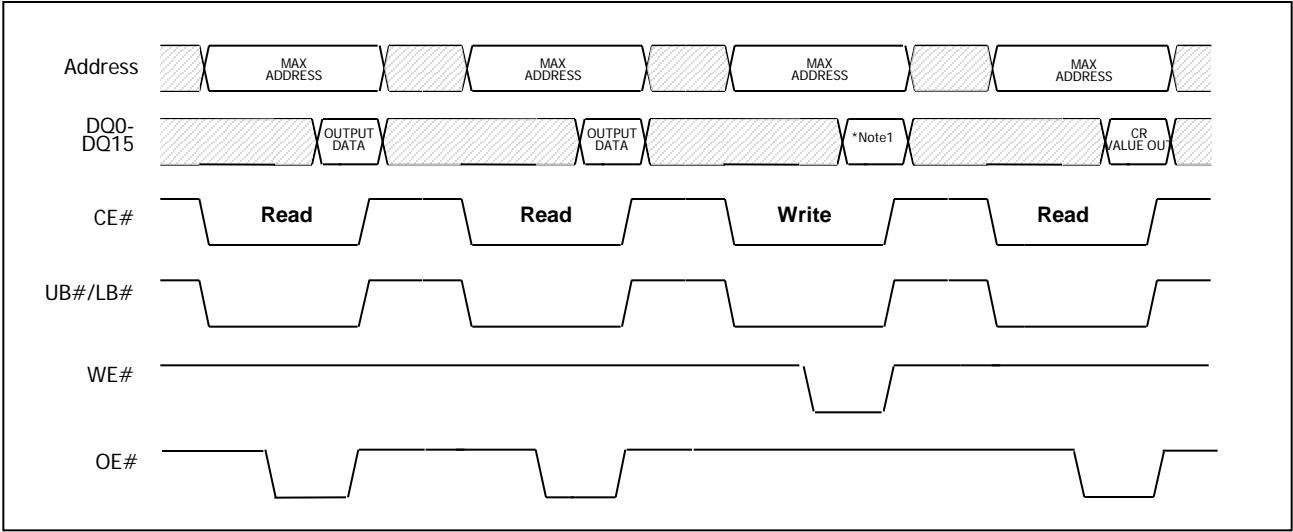 Address
MAX
ADDRESS
MAX
ADDRESS
MAX
ADDRESS
MAX
ADDRESS
DQ0-
DQ15
OUTPUT
DATA
OUTPUT
DATA
*Note1
CR
VALUE OUT
CE#
Read
Read
Write
Read
UB#/LB#
WE#
OE#